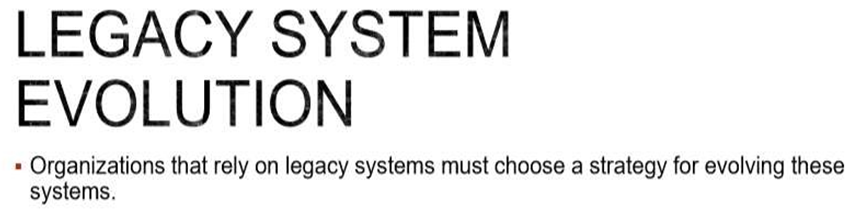 LEGACY SYSTEM
EVOLUTION
▪ Organizations that rely on legacy systems must choose a strategy for evolving these
systems.